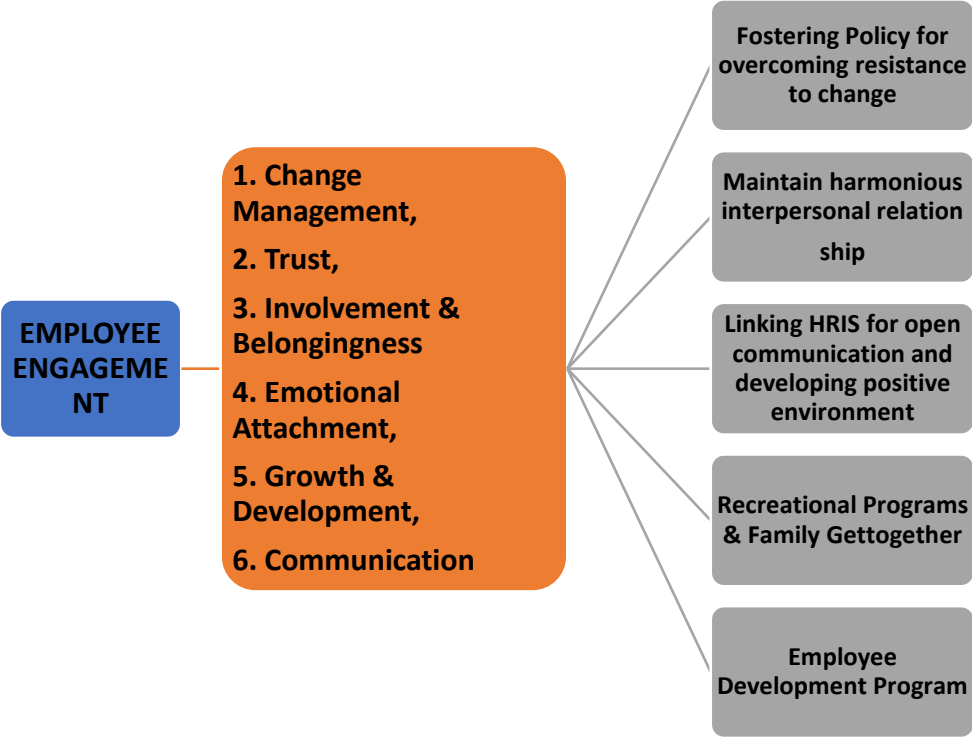 EMPLOYEE
ENGAGEME
NT
1. Change
Management,
2. Trust,
3. Involvement &
Belongingness
4. Emotional
Attachment,
5. Growth &
Development,
6. Communication
Fostering Policy for
overcoming resistance
to change
Maintain harmonious
interpersonal relation
ship
Linking HRIS for open
communication and
developing positive
environment
Recreational Programs
& Family Gettogether
Employee
Development Program